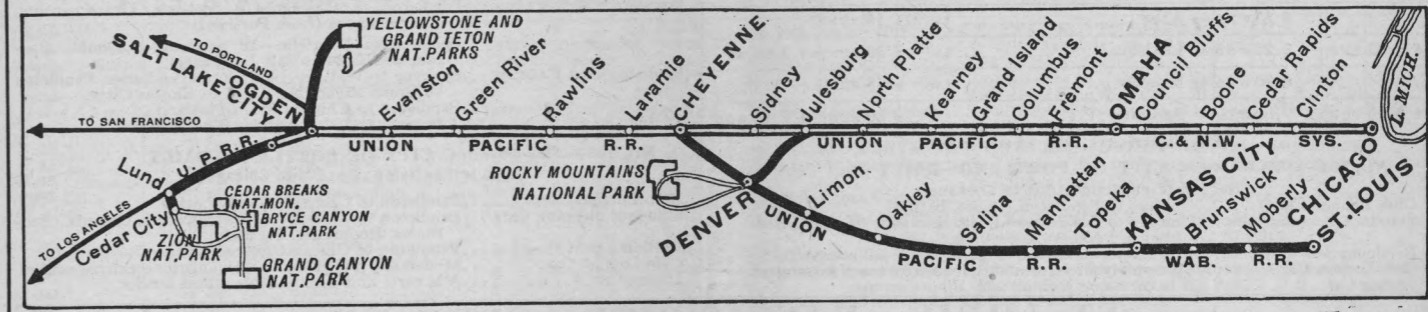 YELLOWSTONE AND
GRAND TETON
NAT. PARKS
TO PORTLAND
SALT LAKE CITY
OGDEN
TO SAN FRANCISCO
Evanston
Green River
Rawlins
Laramie
CHEYENNE
Sidney
Julesburg
North Platte
Kearney
Grand Island
Columbus
Fremont
OMAHA
Council Bluffs
Boone
Cedar Rapids
Clinton
CHICAGO
L. MICH.
UNION PACIFIC R.R.
UNION PACIFIC R.R.
C. & N.W. SYS.
U.P.R.R.
Lund
Cedar City
TO LOS ANGELES
CEDAR BREAKS
NAT. MON.
BRYCE CANYON
NAT. PARK
ZION
NAT. PARK
GRAND CANYON
NAT. PARK
ROCKY MOUNTAINS
NATIONAL PARK
DENVER
Limon
Oakley
Salina
Manhattan
Topeka
KANSAS CITY
Brunswick
Moberly
ST. LOUIS
UNION PACIFIC R.R.
WAB. R.R.